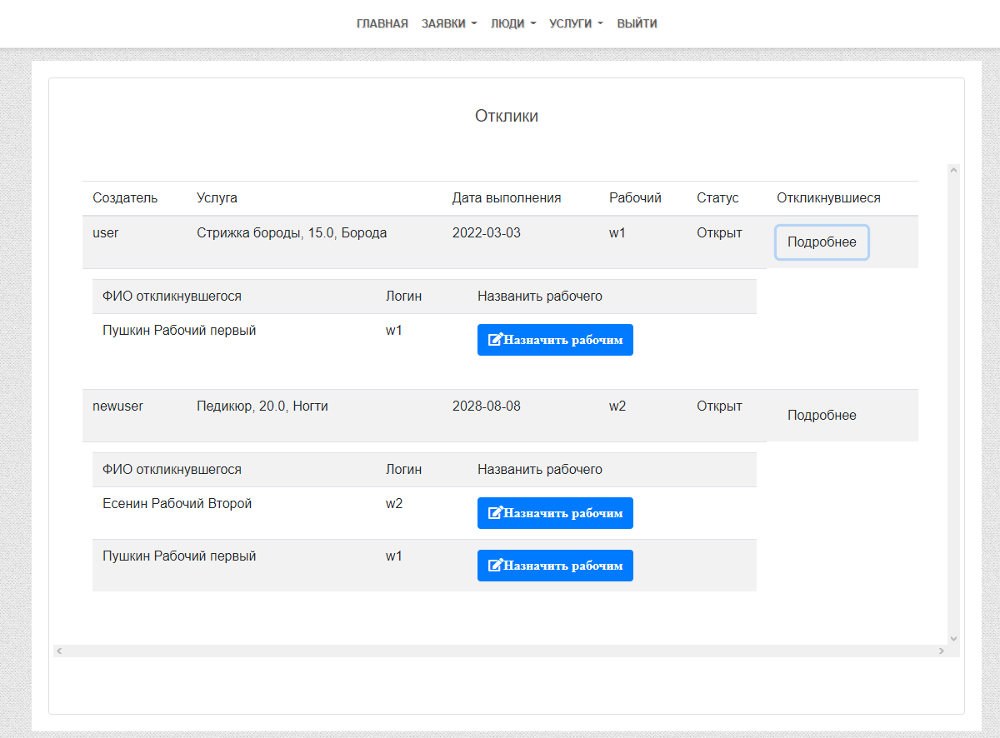 ГЛАВНАЯ ЗАЯВКИ ЛЮДИ УСЛУГИ ВЫЙТИ
Отклики
Создатель Услуга Дата выполнения Рабочий Статус Откликнувшиеся
user Стрижка бороды, 15.0, Борода 2022-03-03 w1 Открыт Подробнее
ФИО откликнувшегося Логин Названить рабочего
Пушкин Рабочий первый w1 Назначить рабочим
newuser Педикюр, 20.0, Ногти 2028-08-08 w2 Открыт Подробнее
ФИО откликнувшегося Логин Названить рабочего
Есенин Рабочий Второй w2 Назначить рабочим
Пушкин Рабочий первый w1 Назначить рабочим